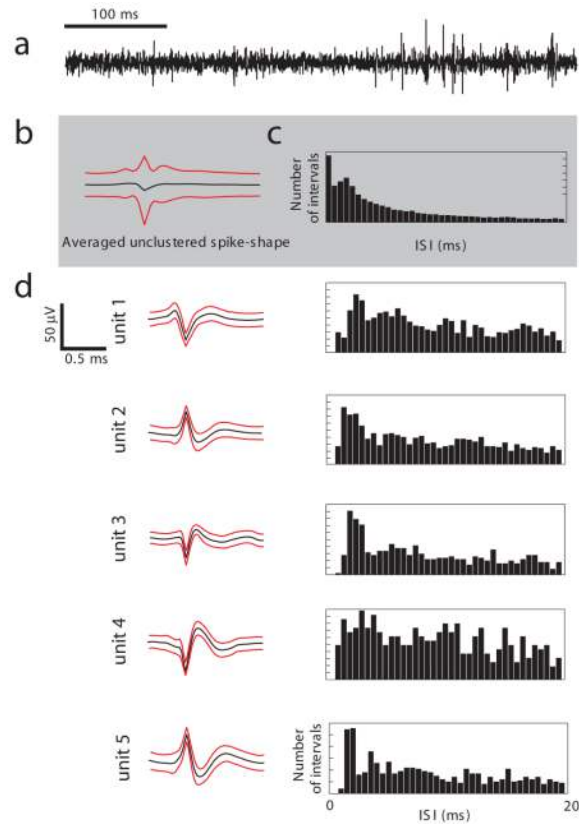 100 ms
a
b
c
Number
of intervals
Averaged unclustered spike-shape
ISI (ms)
d
50 µV
0.5 ms
unit 1
unit 2
unit 3
unit 4
unit 5
Number
of intervals
0
20
ISI (ms)